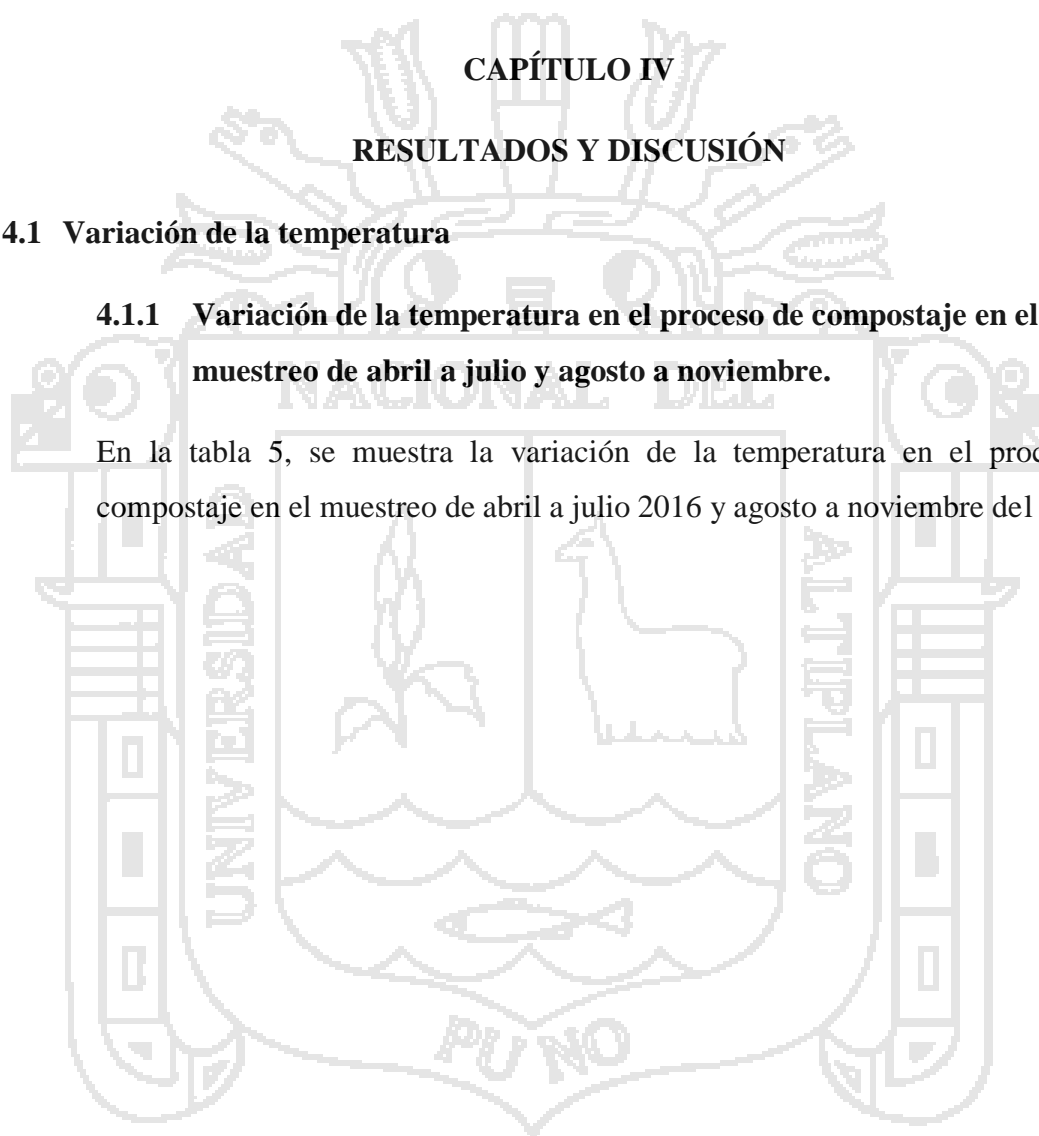 CAPÍTULO IV
RESULTADOS Y DISCUSIÓN
4.1 Variación de la temperatura
4.1.1 Variación de la temperatura en el proceso de compostaje en el
muestreo de abril a julio y agosto a noviembre.
NACIONAL DEL
En la tabla 5, se muestra la variación de la temperatura en el
compostaje en el muestreo de abril a julio 2016 y agosto a noviembre del
UNIVERSIDAD
ALTIPLANO
PUNO